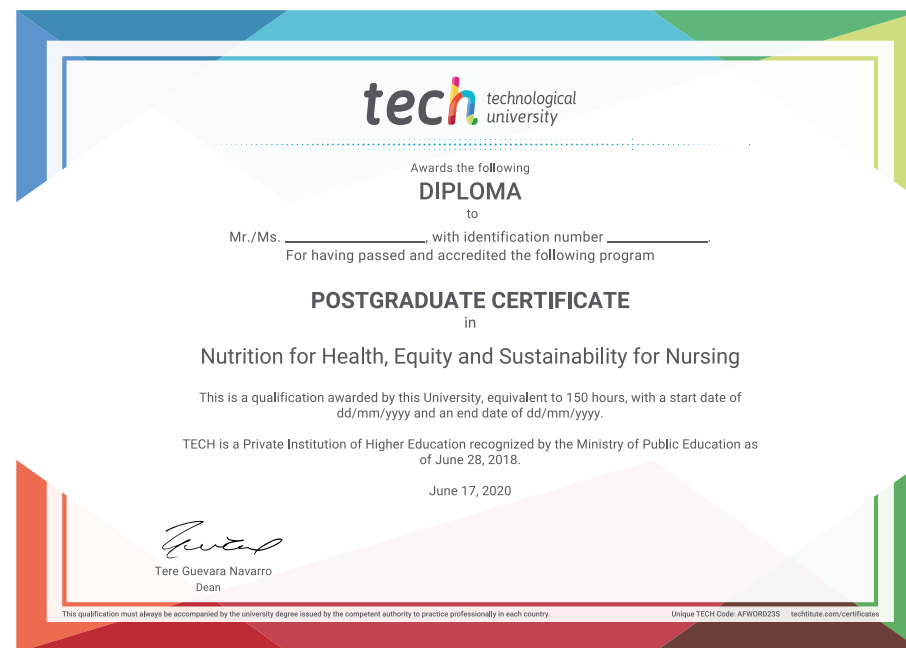 tech technological
university
Awards the following
DIPLOMA
to
Mr./Ms. ____________________, with identification number ______________.
For having passed and accredited the following program
POSTGRADUATE CERTIFICATE
in
Nutrition for Health, Equity and Sustainability for Nursing
This is a qualification awarded by this University, equivalent to 150 hours, with a start date of
dd/mm/yyyy and an end date of dd/mm/yyyy.
TECH is a Private Institution of Higher Education recognized by the Ministry of Public Education as
of June 28, 2018.
June 17, 2020
Tere Guevara Navarro
Dean
This qualification must always be accompanied by the university degree issued by the competent authority to practice professionally in each country. Unique TECH Code: AFWORD23S techtitute.com/certificates